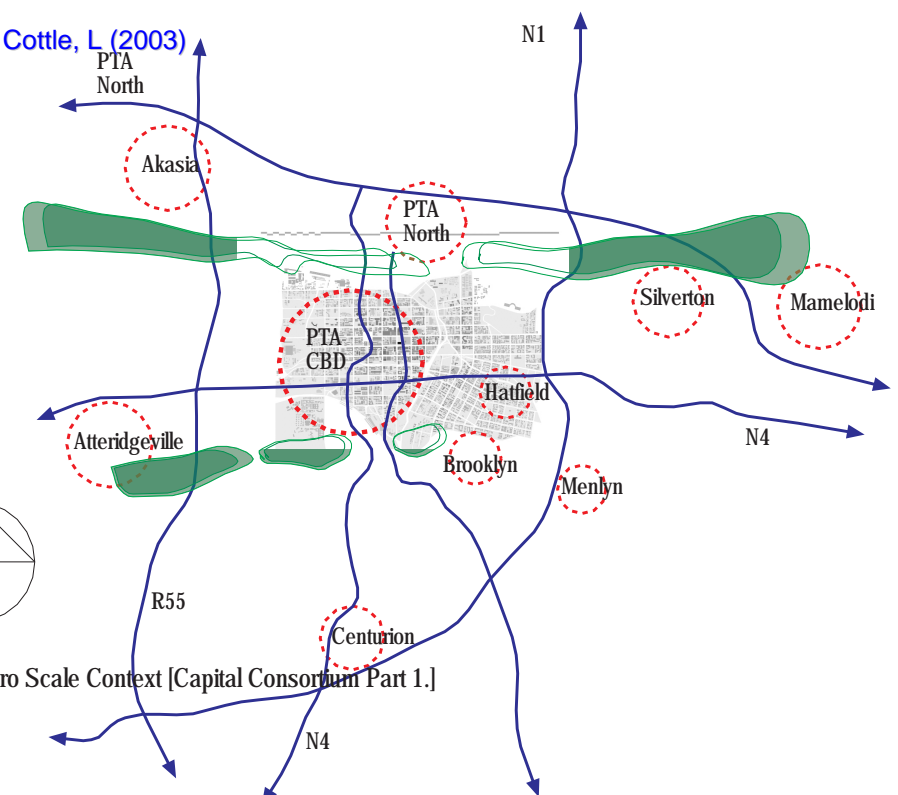 Cottle, L (2003)
N1
PTA
North
Akasia
PTA
North
Silverton
Mamelodi
PTA
CBD
Hatfield
Atteridgeville
N4
Brooklyn
Menlyn
R55
Centurion
ro Scale Context [Capital Consortium Part 1.]
N4